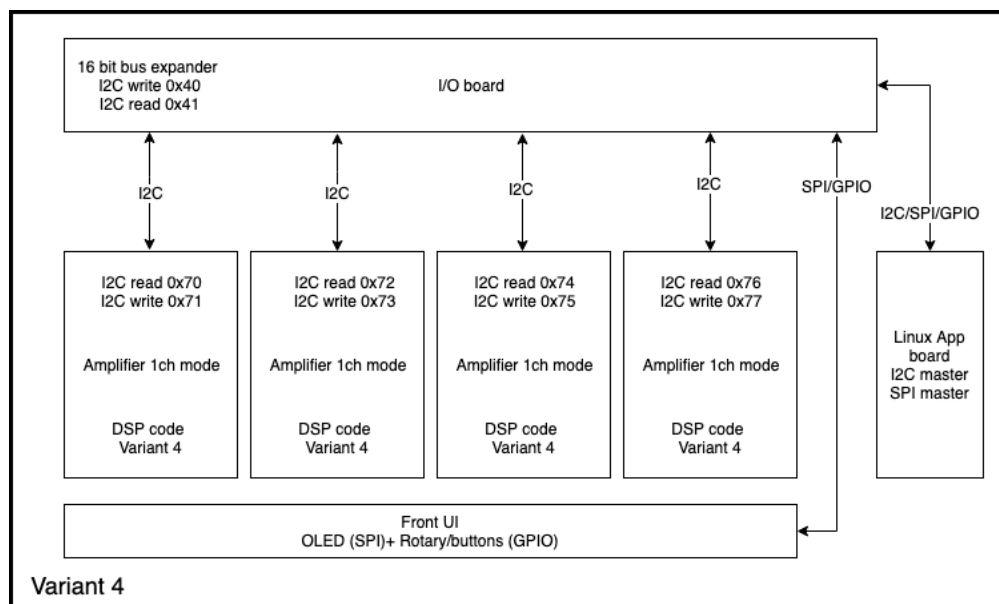 16 bit bus expander
I2C write 0x40
I2C read 0x41
I/O board
I2C
I2C
I2C
I2C
SPI/GPIO
I2C/SPI/GPIO
I2C read 0x70
I2C write 0x71
Amplifier 1ch mode
DSP code
Variant 4
I2C read 0x72
I2C write 0x73
Amplifier 1ch mode
DSP code
Variant 4
I2C read 0x74
I2C write 0x75
Amplifier 1ch mode
DSP code
Variant 4
I2C read 0x76
I2C write 0x77
Amplifier 1ch mode
DSP code
Variant 4
Linux App
board
I2C master
SPI master
Front UI
OLED (SPI)+ Rotary/buttons (GPIO)
Variant 4